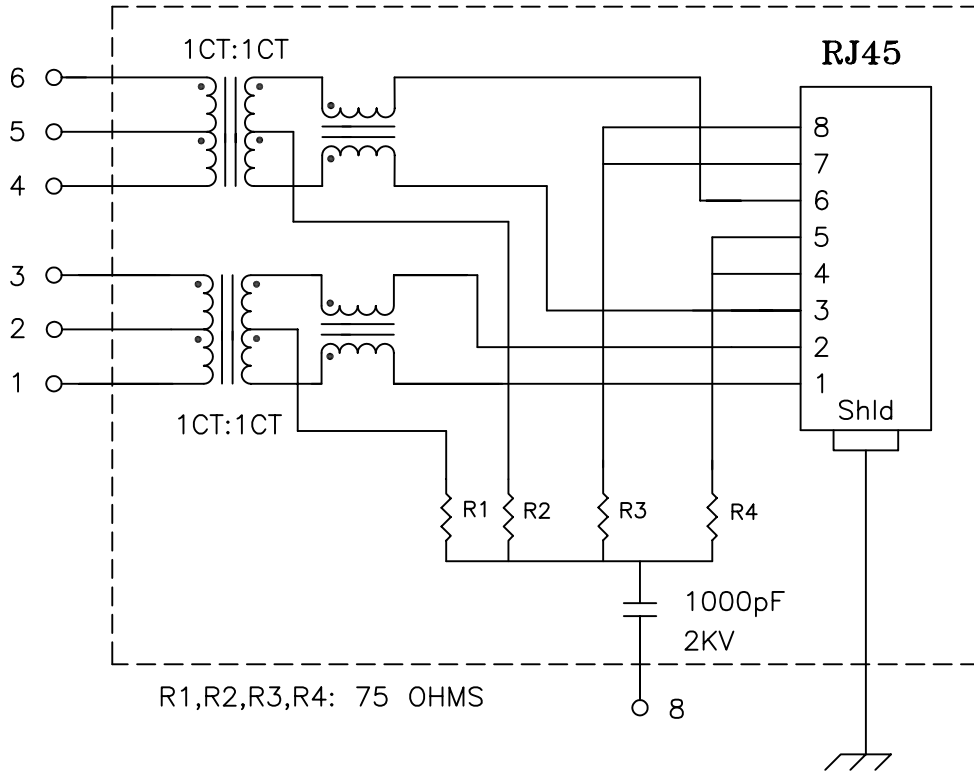 1CT:1CT
RJ45
6
5
4
3
2
1
8
7
6
5
4
3
2
1
Shld
1CT:1CT
R1
R2
R3
R4
1000pF
2KV
R1,R2,R3,R4: 75 OHMS
8